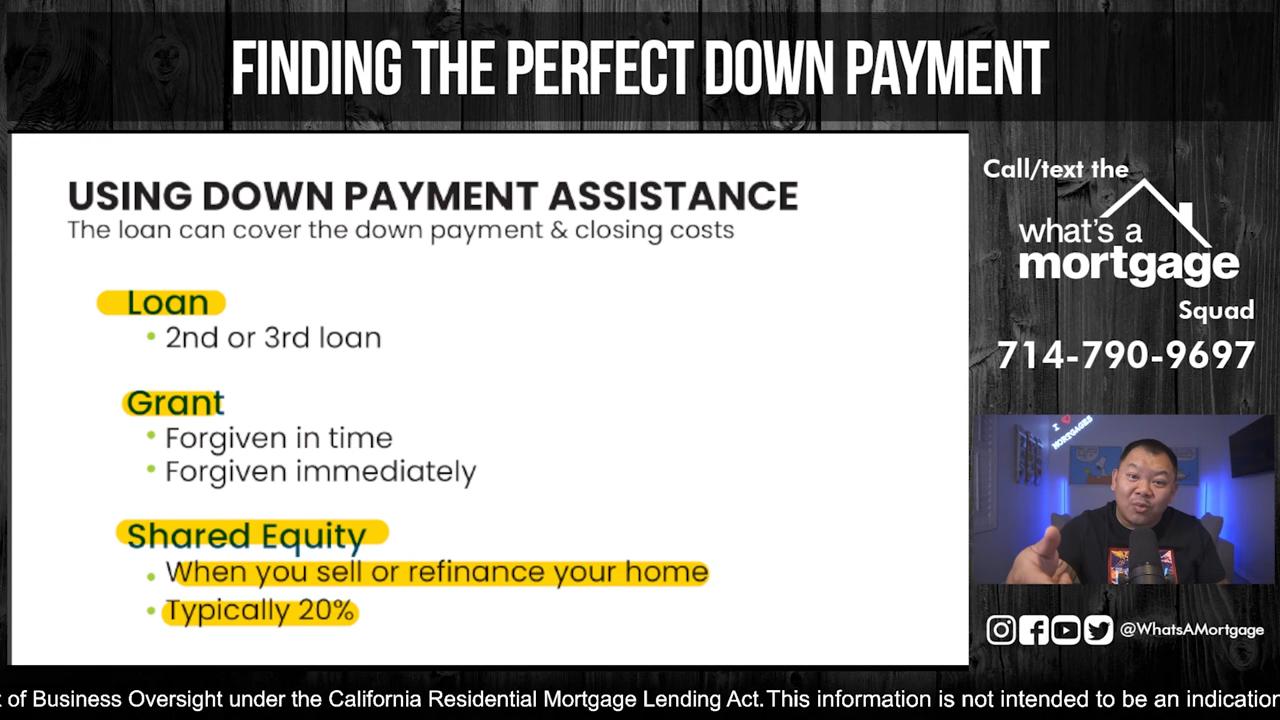 FINDING THE PERFECT DOWN PAYMENT
USING DOWN PAYMENT ASSISTANCE
The loan can cover the down payment & closing costs
Loan
• 2nd or 3rd loan
Grant
• Forgiven in time
• Forgiven immediately
Shared Equity
• When you sell or refinance your home
• Typically 20%
Call/text the
what's a
mortgage
Squad
714-790-9697
I ♥
MORTGAGES
@WhatsAMortgage
of Business Oversight under the California Residential Mortgage Lending Act.This information is not intended to be an indication